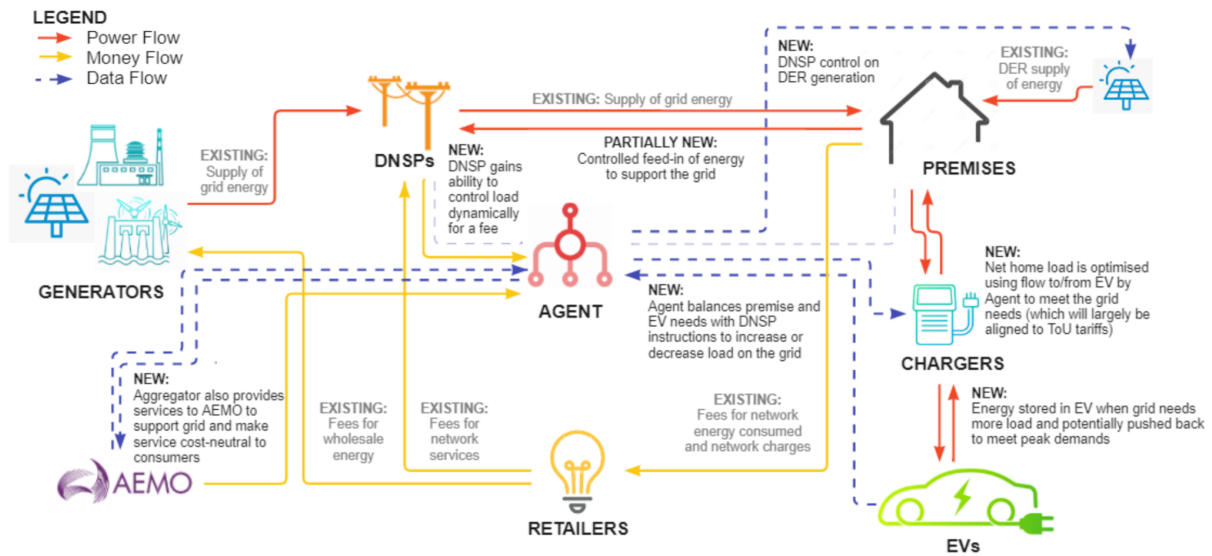 LEGEND
Power Flow
Money Flow
Data Flow
NEW:
DNSP control on
DER generation
EXISTING:
DER supply
of energy
EXISTING: Supply of grid energy
EXISTING:
Supply of
grid energy
DNSPs
NEW:
DNSP gains
ability to
control load
dynamically
for a fee
PARTIALLY NEW:
Controlled feed-in of energy
to support the grid
PREMISES
GENERATORS
AGENT
NEW:
Agent balances premise and
EV needs with DNSP
instructions to increase or
decrease load on the grid
NEW:
Net home load is optimised
using flow to/from EV by
Agent to meet the grid
needs (which will largely be
aligned to ToU tariffs)
CHARGERS
NEW:
Aggregator also provides
services to AEMO to
support grid and make
service cost-neutral to
consumers
EXISTING:
Fees for
wholesale
energy
EXISTING:
Fees for
network
services
EXISTING:
Fees for network
energy consumed
and network charges
NEW:
Energy stored in EV when grid needs
more load and potentially pushed back
to meet peak demands
AEMO
RETAILERS
EVs